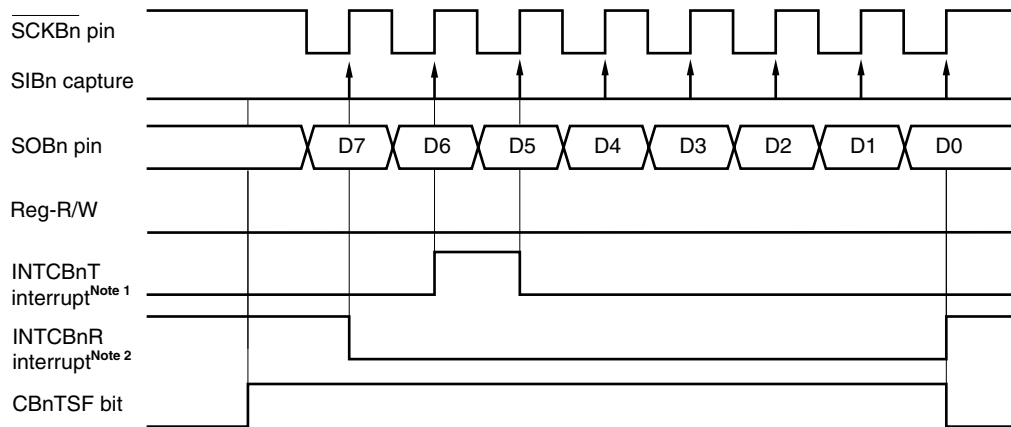 SCKBn pin
SIBn capture
SOBn pin
D7 D6 D5 D4 D3 D2 D1 D0
Reg-R/W
INTCBnT
interruptNote 1
INTCBnR
interruptNote 2
CBnTSF bit